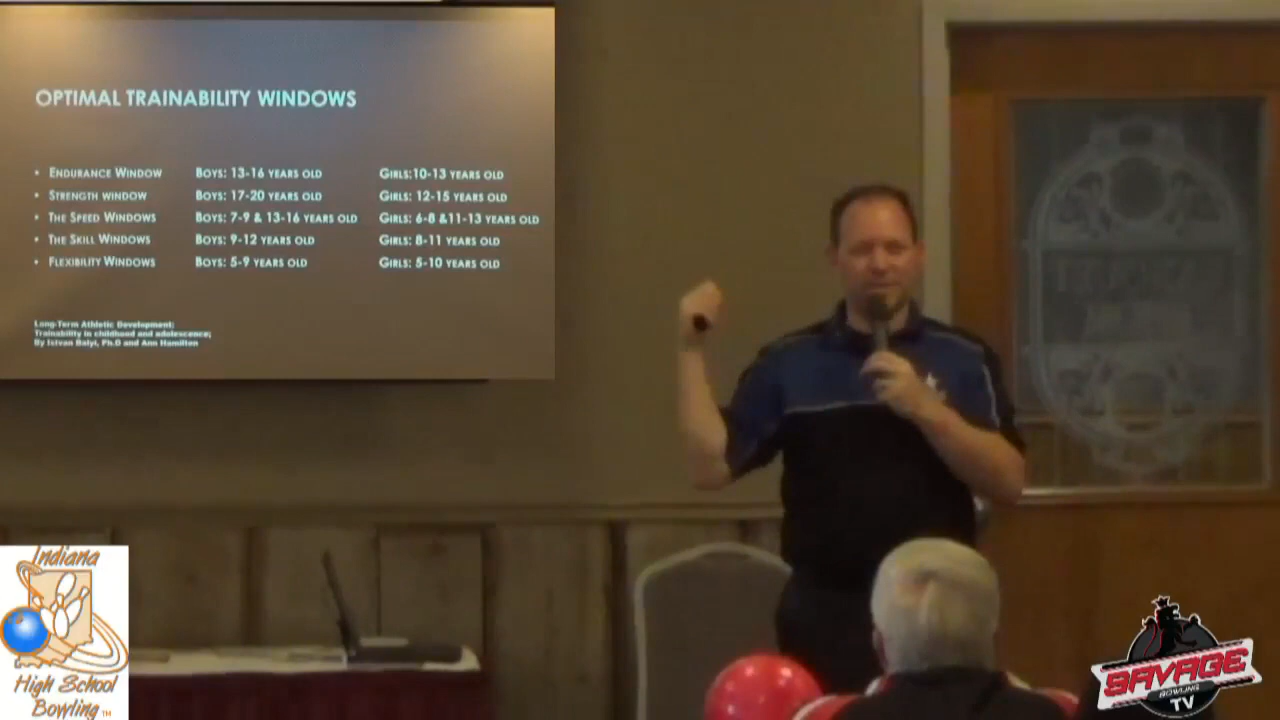 OPTIMAL TRAINABILITY WINDOWS
• ENDURANCE WINDOW BOYS: 13-16 YEARS OLD GIRLS:10-13 YEARS OLD
• STRENGTH WINDOW BOYS: 17-20 YEARS OLD GIRLS: 12-15 YEARS OLD
• THE SPEED WINDOWS BOYS: 7-9 & 13-16 YEARS OLD GIRLS: 6-8 &11-13 YEARS OLD
• THE SKILL WINDOWS BOYS: 9-12 YEARS OLD GIRLS: 8-11 YEARS OLD
• FLEXIBILITY WINDOWS BOYS: 5-9 YEARS OLD GIRLS: 5-10 YEARS OLD
Long-Term Athletic Development:
Trainability in childhood and adolescence;
By Istvan Balyi, Ph.D and Ann Hamilton
Indiana
High School
Bowling TM
SAVAGE
BOWLING
TV